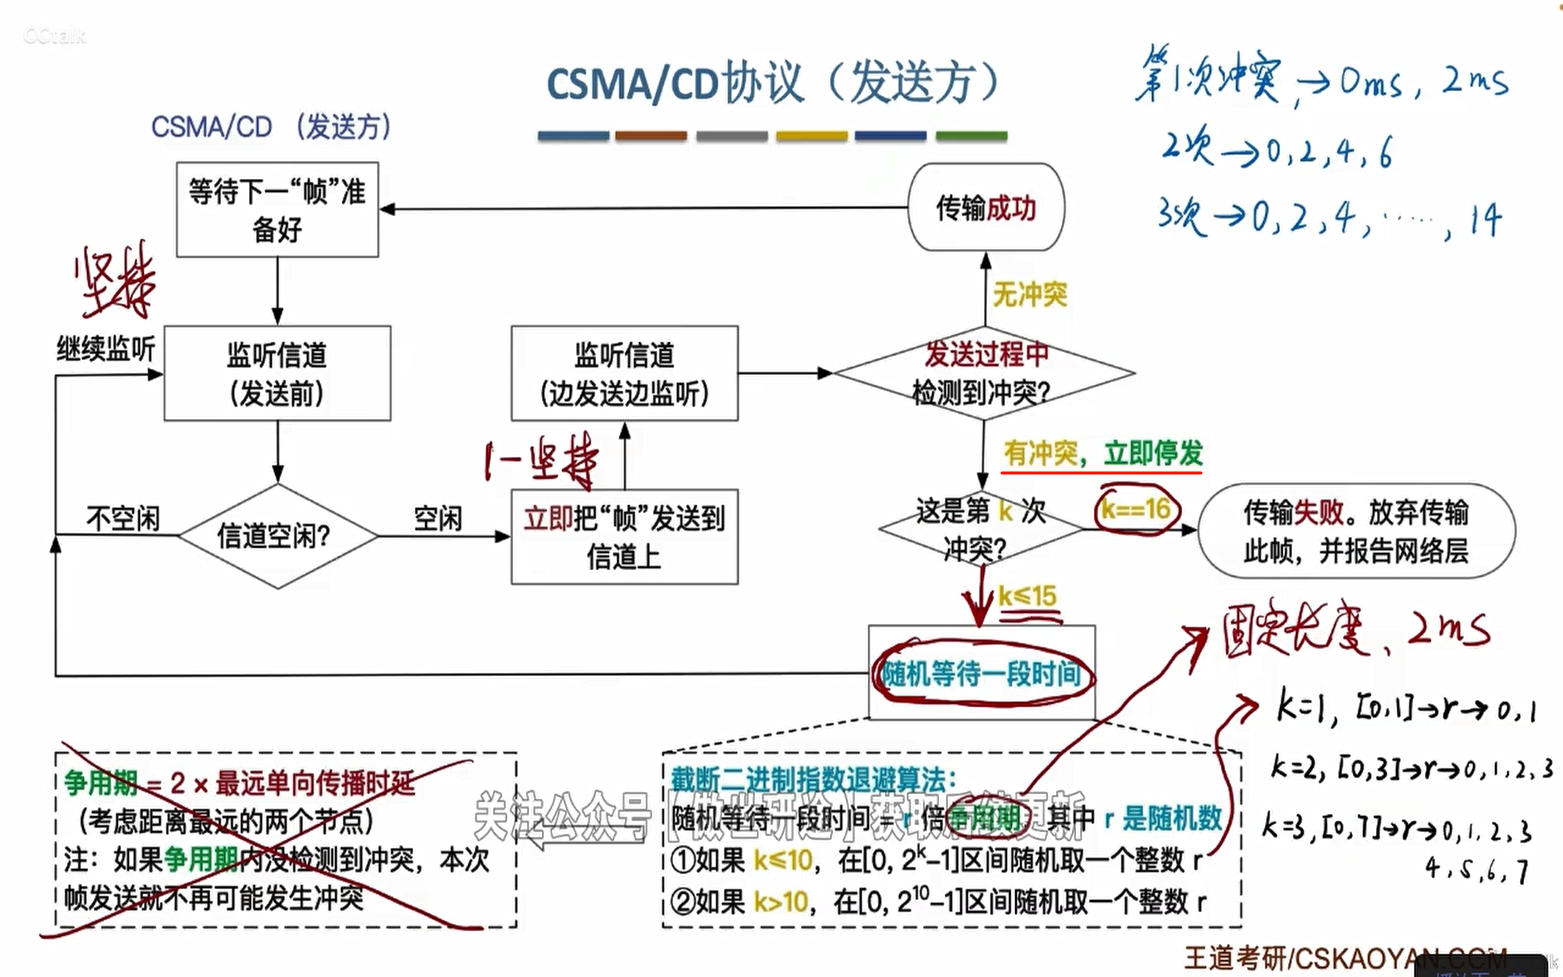 CCtalk
CSMA/CD协议（发送方）
CSMA/CD （发送方）
第1次冲突，→0ms，2ms
2次→0,2,4,6
3次→0,2,4,……,14
等待下一“帧”准
备好
传输成功
坚持
无冲突
继续监听
监听信道
（发送前）
监听信道
（边发送边监听）
发送过程中
检测到冲突？
1-坚持
有冲突，立即停发
不空闲
信道空闲？
空闲
立即把“帧”发送到
信道上
这是第 k 次
冲突？
k==16
传输失败。放弃传输
此帧，并报告网络层
k≤15
随机等待一段时间
固定长度、2ms
k=1, [0,1]→r→0,1
k=2, [0,3]→r→0,1,2,3
k=3, [0,7]→r→0,1,2,3
4,5,6,7
争用期 = 2 × 最远单向传播时延
（考虑距离最远的两个节点）
注：如果争用期内没检测到冲突，本次
帧发送就不再可能发生冲突
截断二进制指数退避算法：
随机等待一段时间 = r 倍争用期，其中 r 是随机数
①如果 k≤10，在[0, 2^k–1]区间随机取一个整数 r
②如果 k>10，在[0, 2^10–1]区间随机取一个整数 r
王道考研/CSKAOYAN.COM